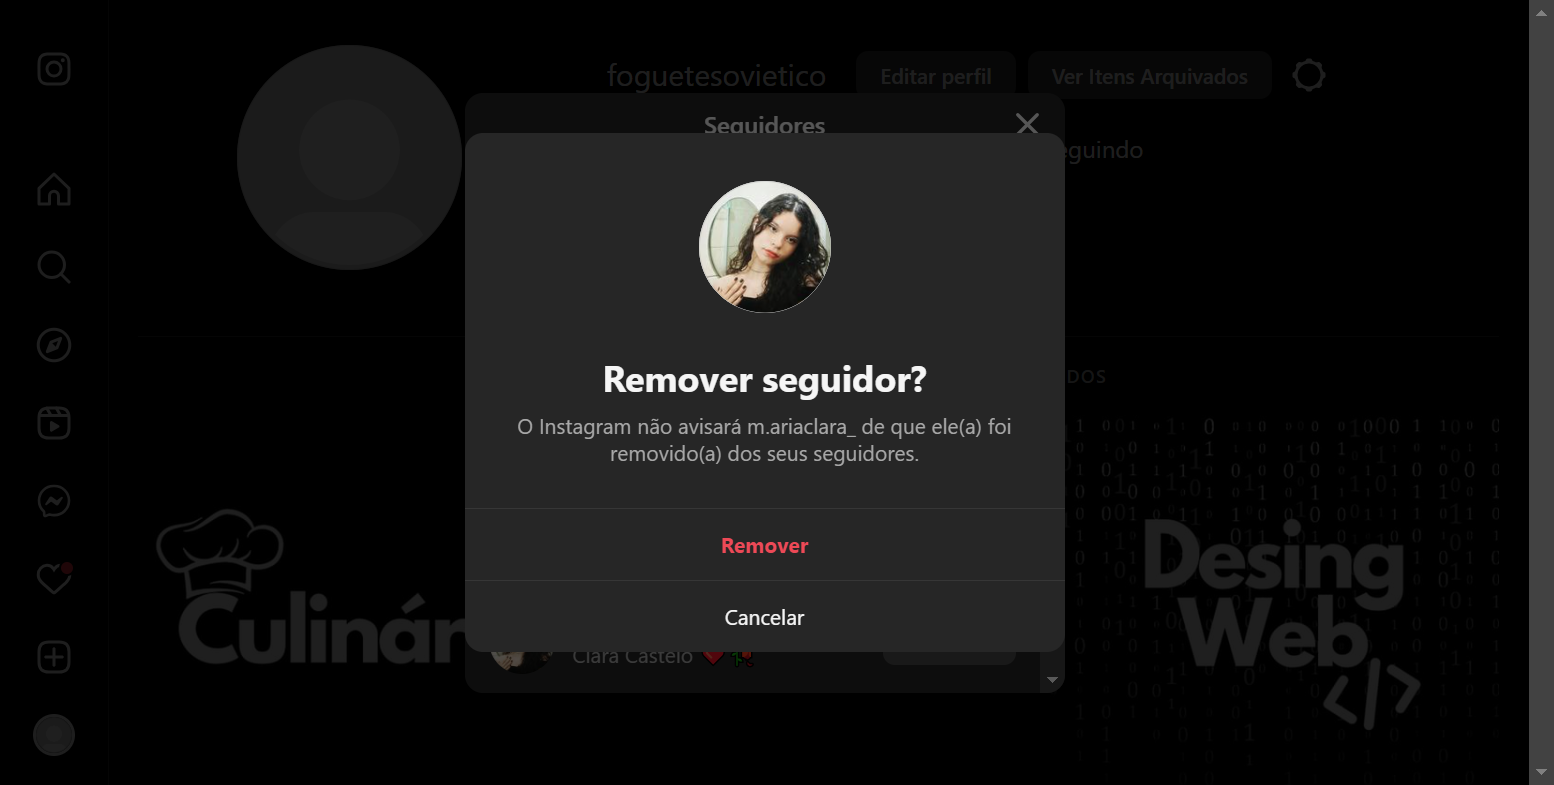 foguetesovietico
Editar perfil
Ver Itens Arquivados
Seguidores
eguindo
Remover seguidor?
O Instagram não avisará m.ariaclara_ de que ele(a) foi
removido(a) dos seus seguidores.
Remover
Cancelar
DOS
Culinár
Desing
Web
</>
Clara Castelo